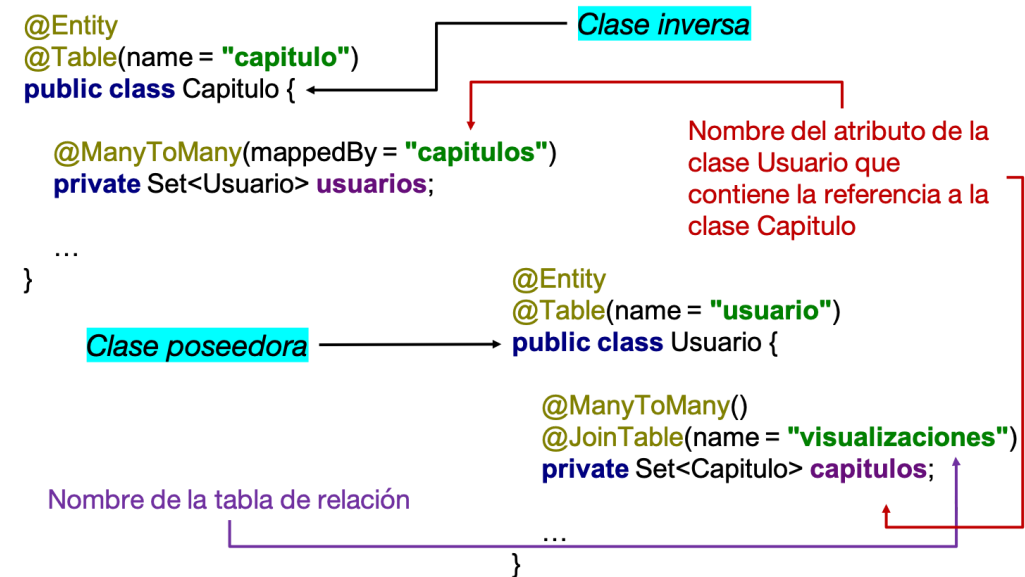 @Entity
@Table(name = "capitulo")
public class Capitulo {
@ManyToMany(mappedBy = "capitulos")
private Set<Usuario> usuarios;
...
}
Clase inversa
Nombre del atributo de la
clase Usuario que
contiene la referencia a la
clase Capitulo
Clase poseedora
@Entity
@Table(name = "usuario")
public class Usuario {
@ManyToMany()
@JoinTable(name = "visualizaciones")
private Set<Capitulo> capitulos;
...
}
Nombre de la tabla de relación